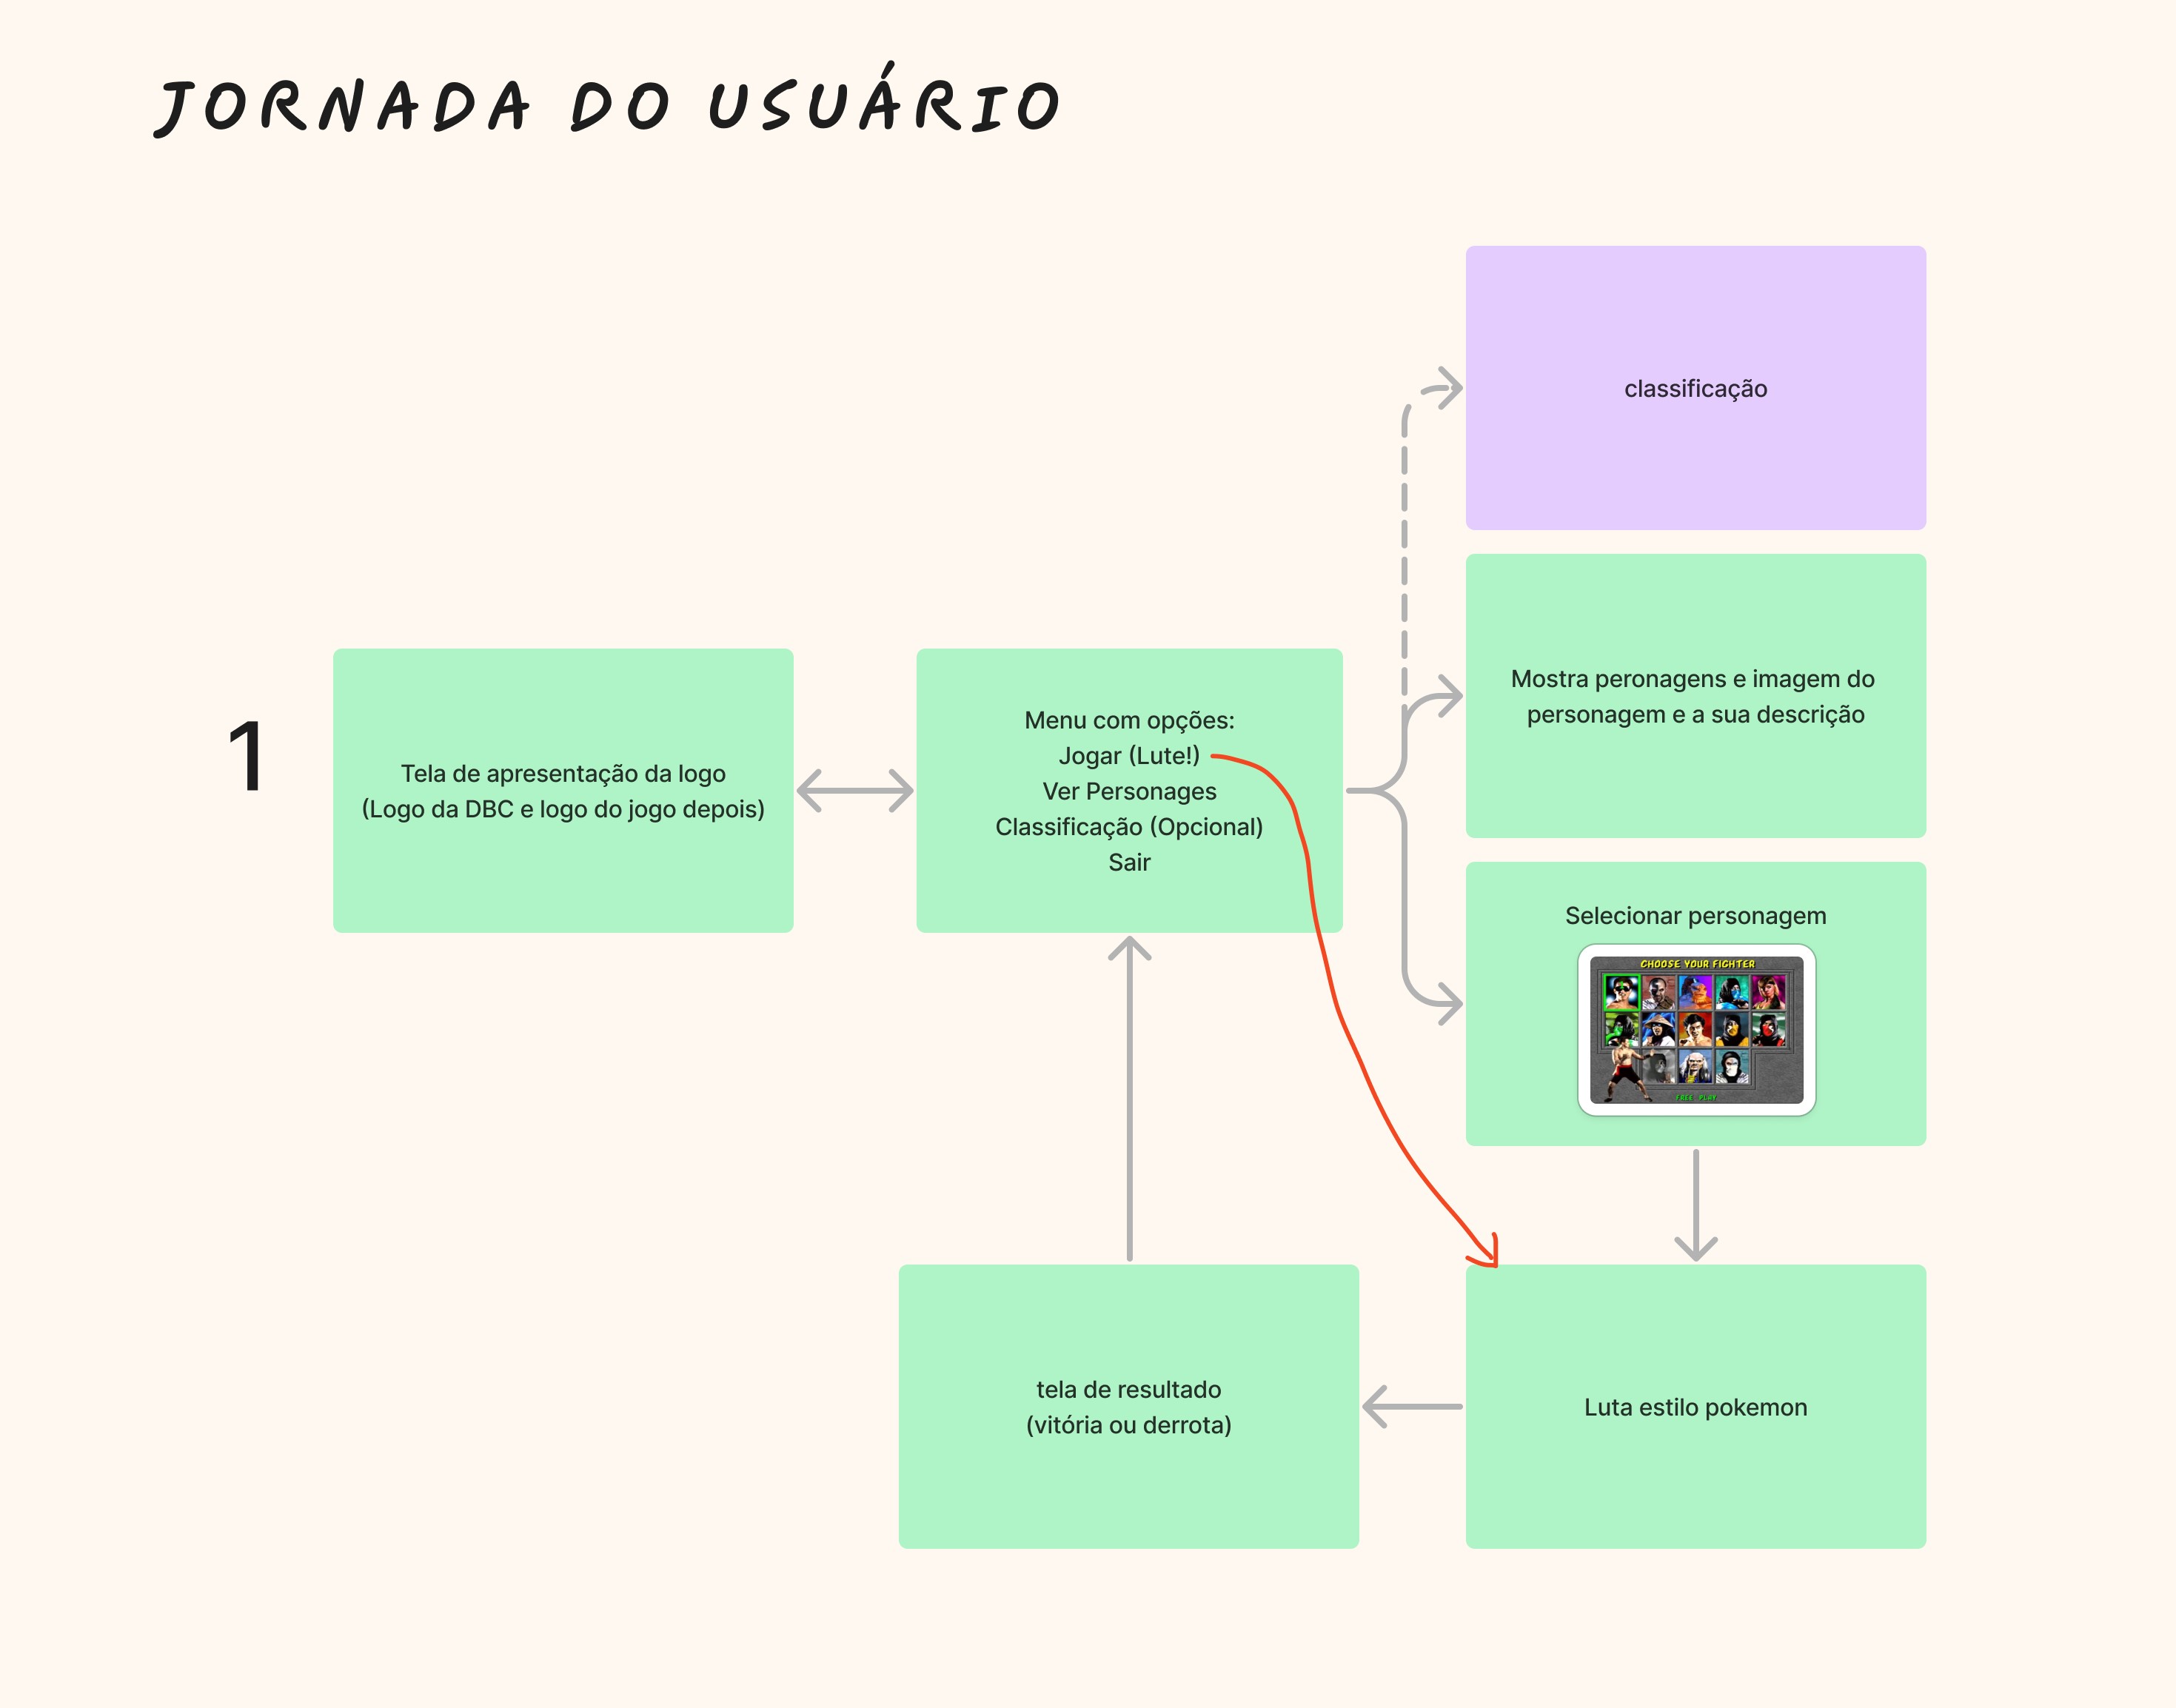 JORNADA DO USUÁRIO
classificação
Mostra peronagens e imagem do
personagem e a sua descrição
1
Tela de apresentação da logo
(Logo da DBC e logo do jogo depois)
Menu com opções:
Jogar (Lute!)
Ver Personages
Classificação (Opcional)
Sair
Selecionar personagem
CHOOSE YOUR FIGHTER
FREE PLAY
tela de resultado
(vitória ou derrota)
Luta estilo pokemon